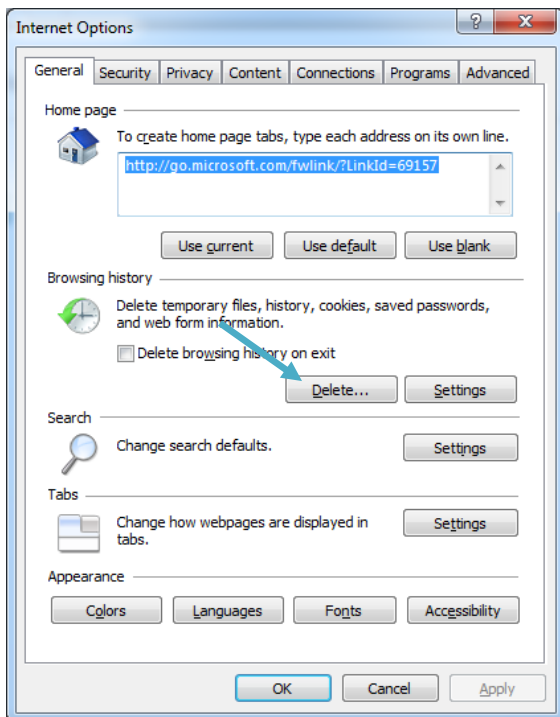 Internet Options
General Security Privacy Content Connections Programs Advanced
Home page
To create home page tabs, type each address on its own line.
http://go.microsoft.com/fwlink/?LinkId=69157
Use current Use default Use blank
Browsing history
Delete temporary files, history, cookies, saved passwords,
and web form information.
Delete browsing history on exit
Delete... Settings
Search
Change search defaults.
Settings
Tabs
Change how webpages are displayed in
tabs.
Settings
Appearance
Colors Languages Fonts Accessibility
OK Cancel Apply